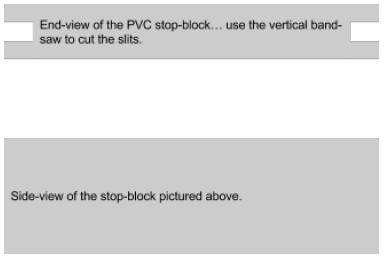 End-view of the PVC stop-block... use the vertical band-
saw to cut the slits.
Side-view of the stop-block pictured above.